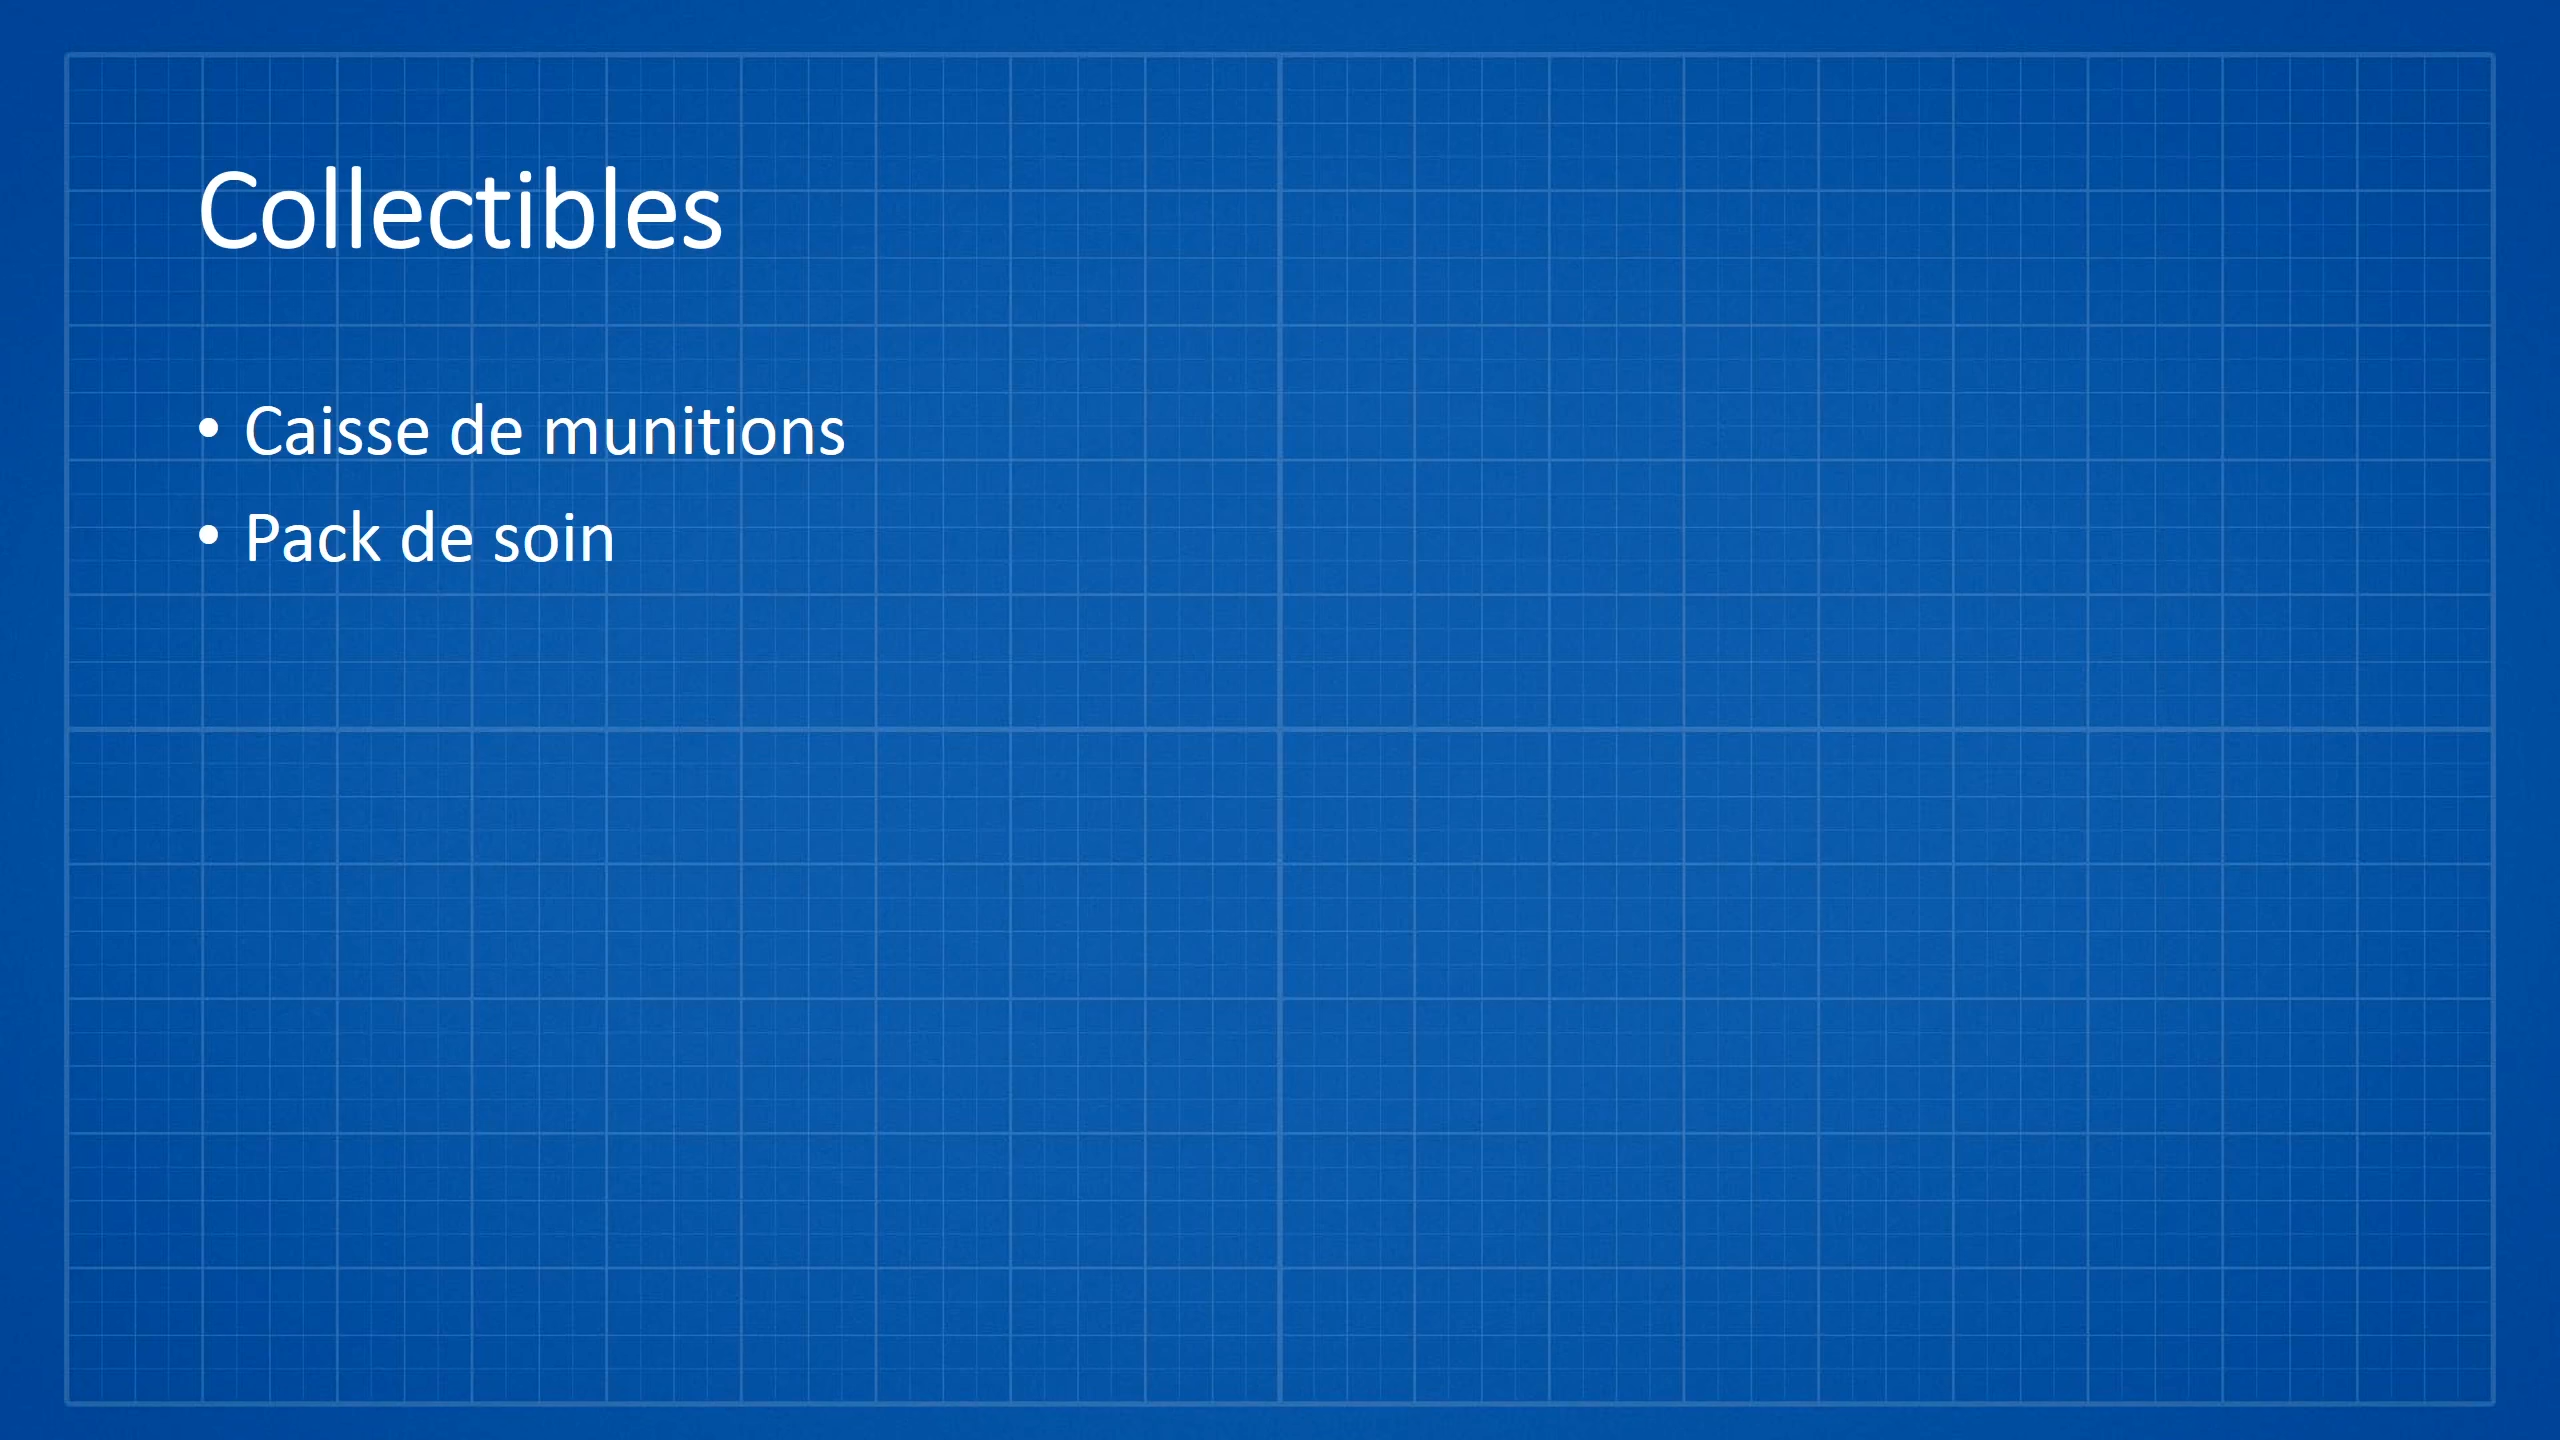 Collectibles
• Caisse de munitions
• Pack de soin